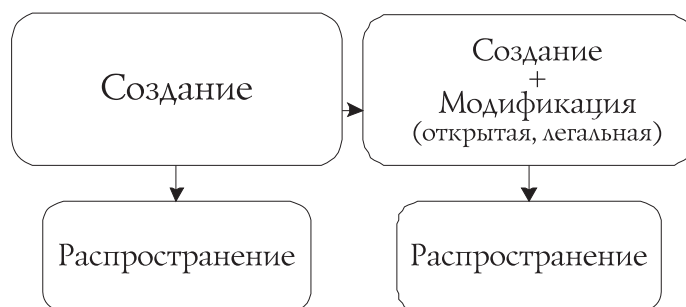 Создание
Создание
+
Модификация
(открытая, легальная)
Распространение
Распространение